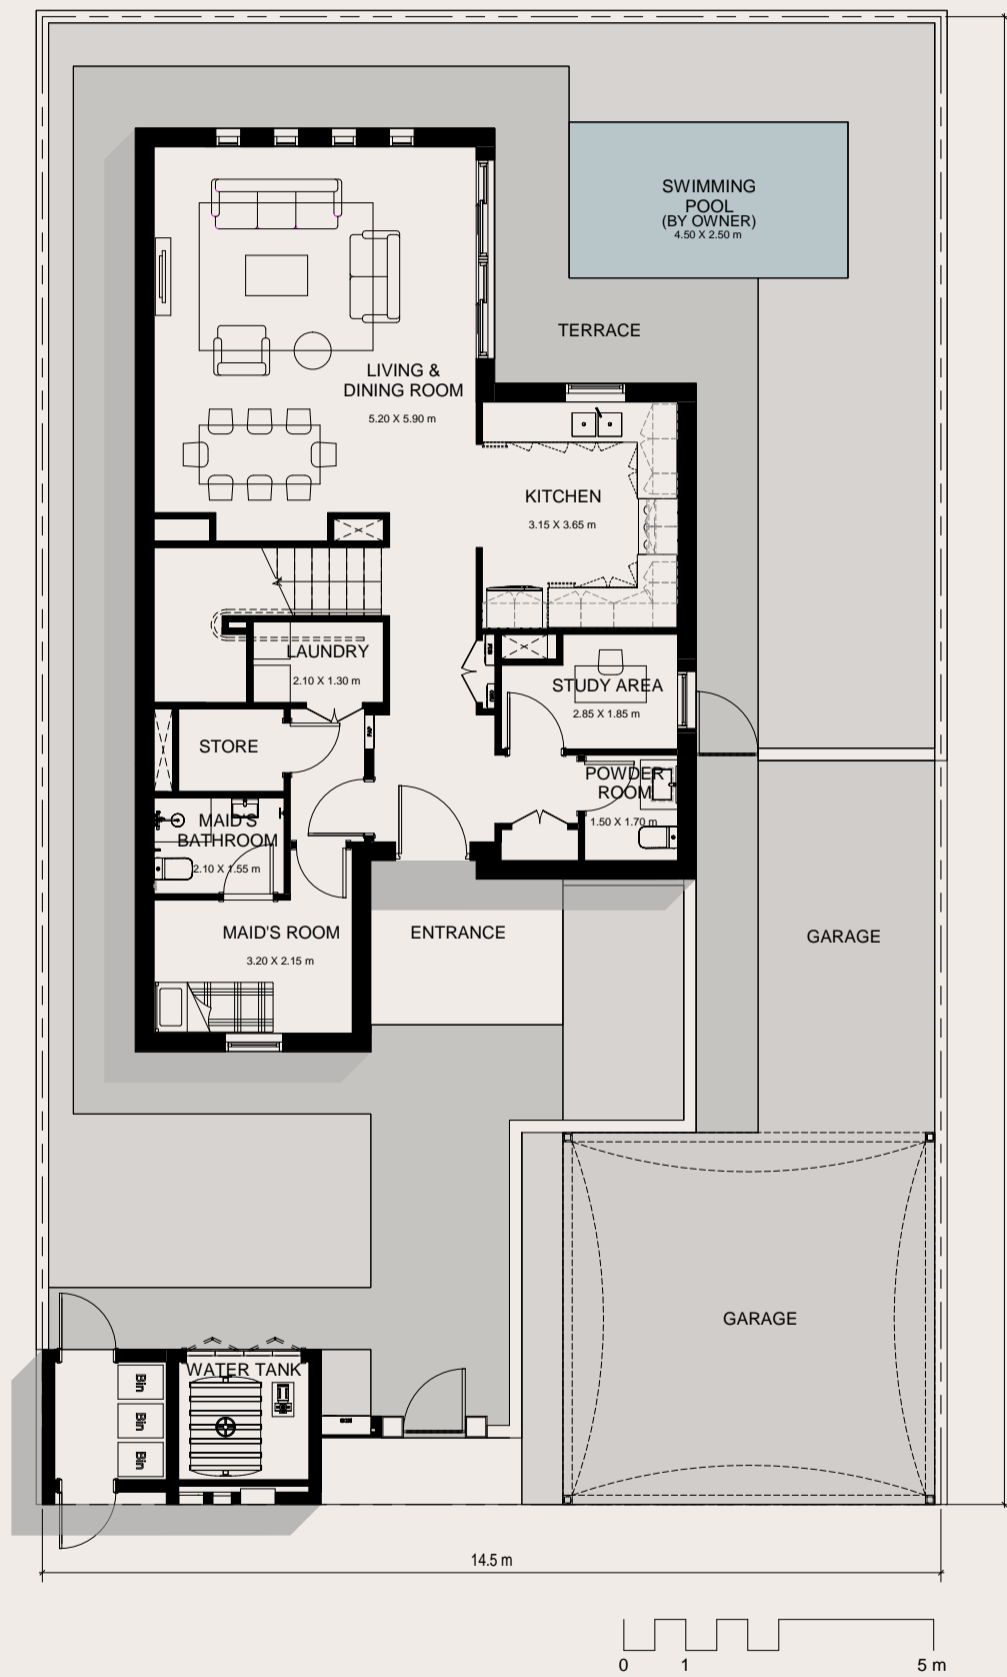 SWIMMING
POOL
(BY OWNER)
4.50 X 2.50 m
TERRACE
LIVING &
DINING ROOM
5.20 X 5.90 m
KITCHEN
3.15 X 3.65 m
LAUNDRY
2.10 X 1.30 m
STUDY AREA
2.85 X 1.85 m
STORE
POWDER
ROOM
1.50 X 1.70 m
MAID'S
BATHROOM
2.10 X 1.55 m
MAID'S ROOM
3.20 X 2.15 m
ENTRANCE
GARAGE
GARAGE
WATER TANK
Bin
Bin
Bin
14.5 m
0 1 5 m